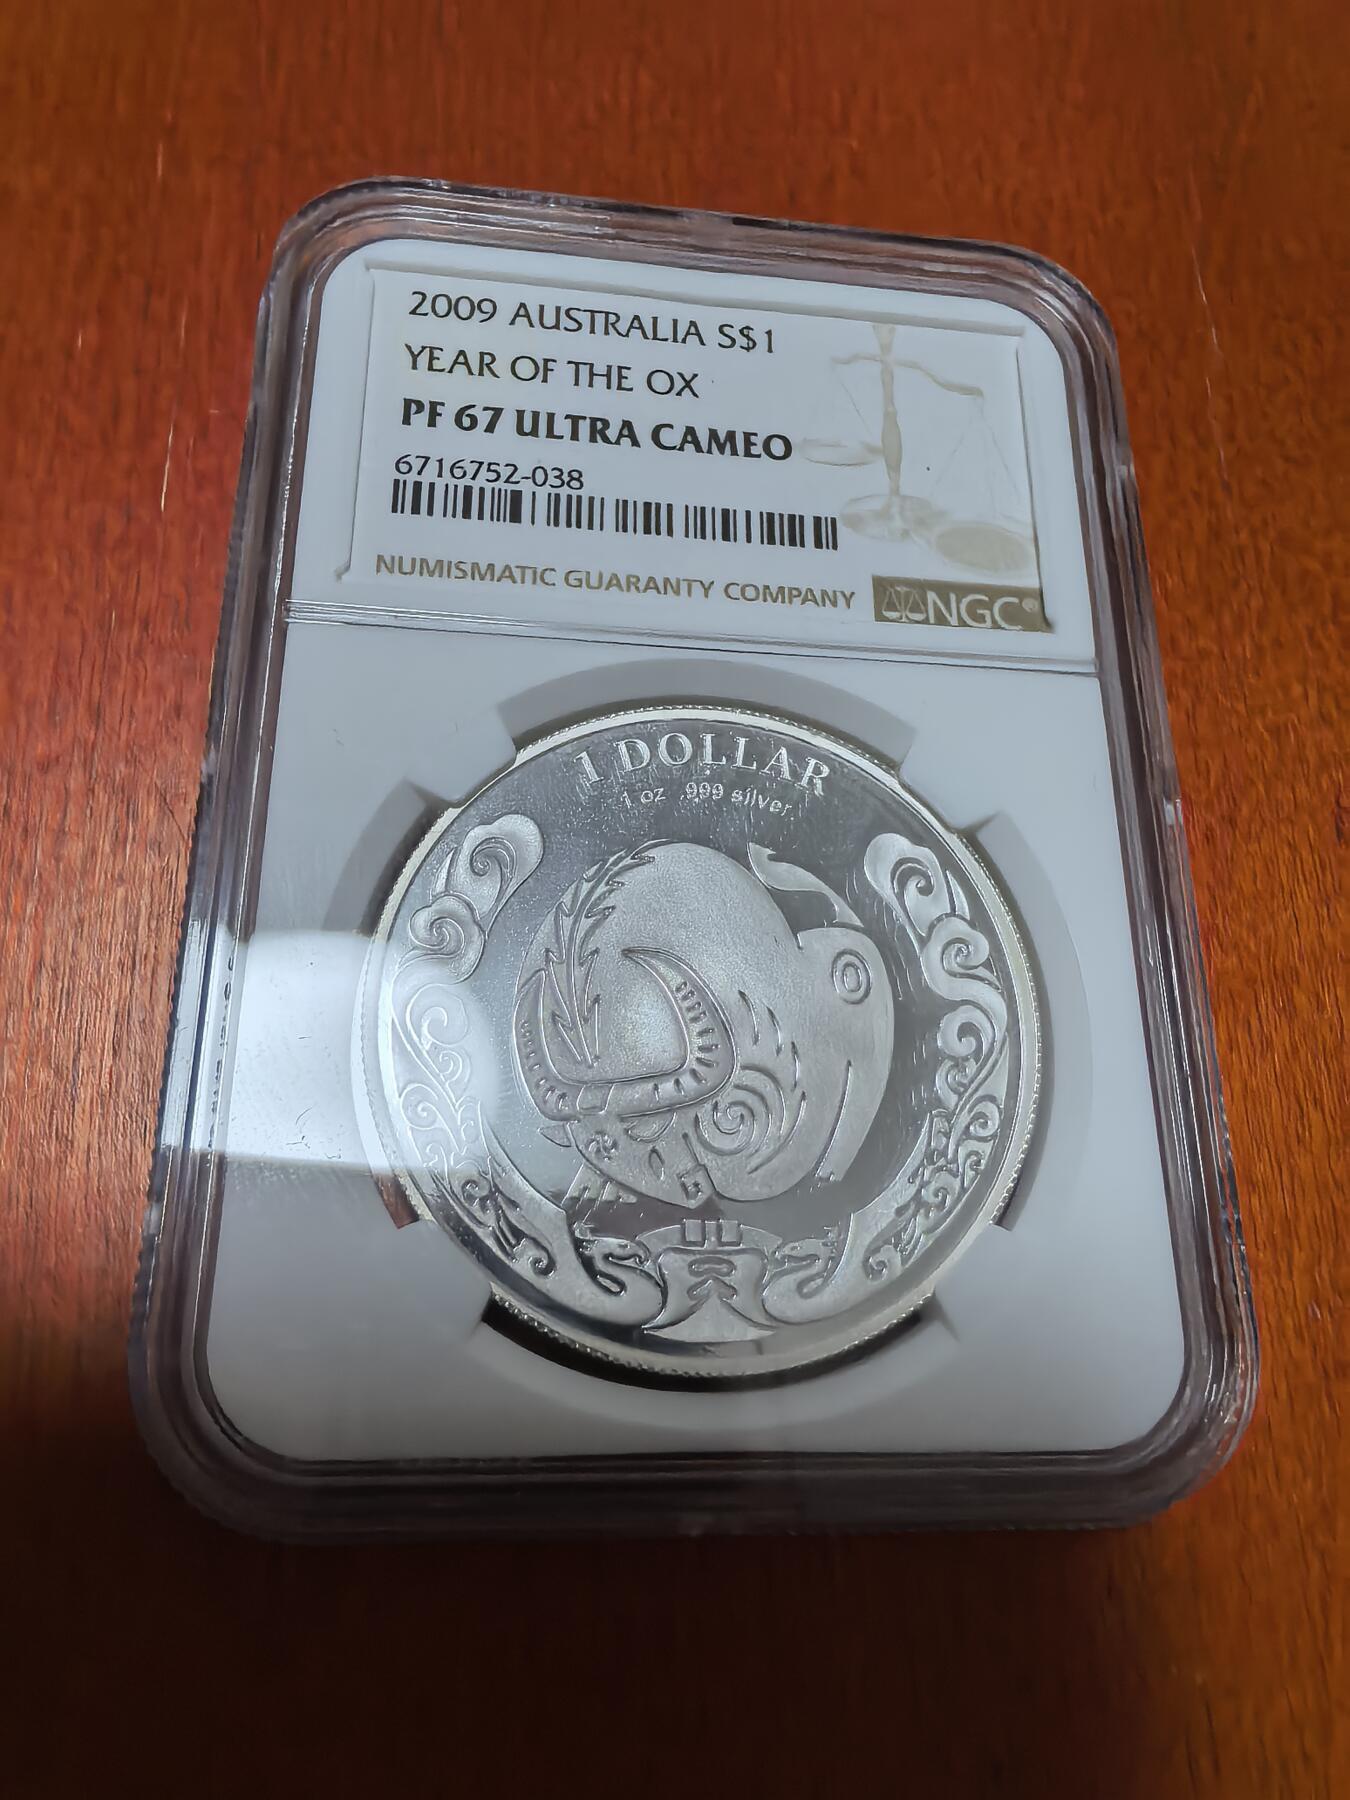 2009 AUSTRALIA S$1
YEAR OF THE OX
PF 67 ULTRA CAMEO
6716752-038
NUMISMATIC GUARANTY COMPANY
NGC®
1 DOLLAR
1 oz .999 silver